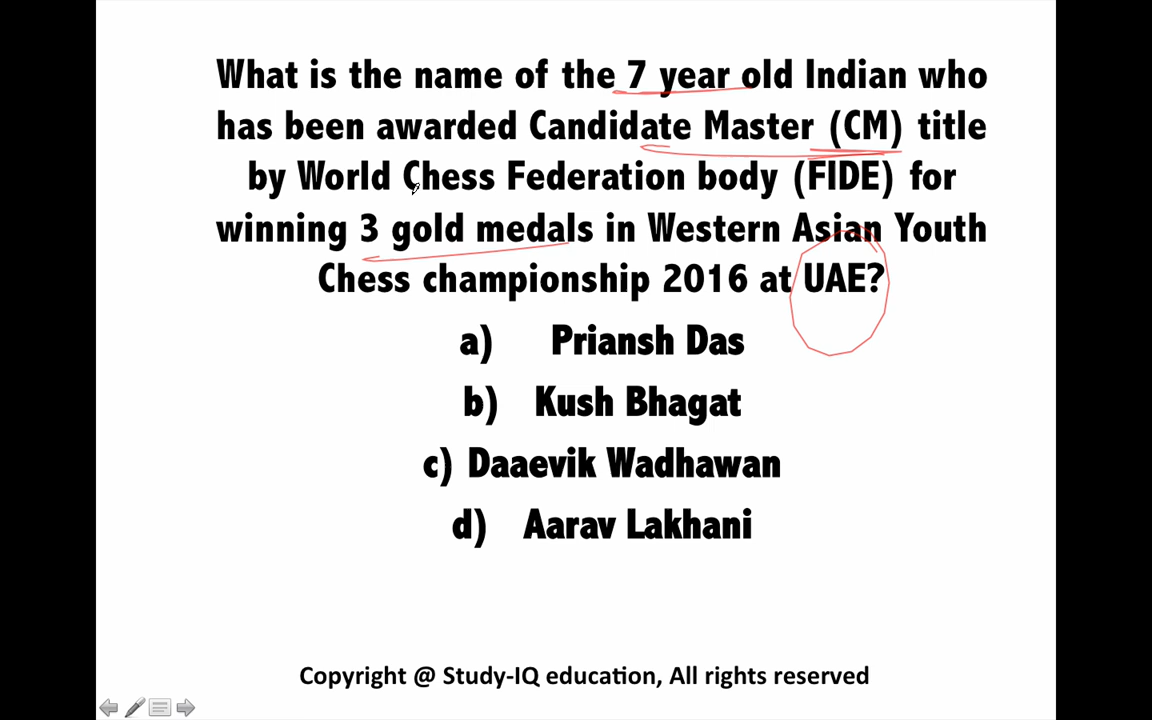 What is the name of the 7 year old Indian who
has been awarded Candidate Master (CM) title
by World Chess Federation body (FIDE) for
winning 3 gold medals in Western Asian Youth
Chess championship 2016 at UAE?
a) Priansh Das
b) Kush Bhagat
c) Daaevik Wadhawan
d) Aarav Lakhani
Copyright @ Study-IQ education, All rights reserved